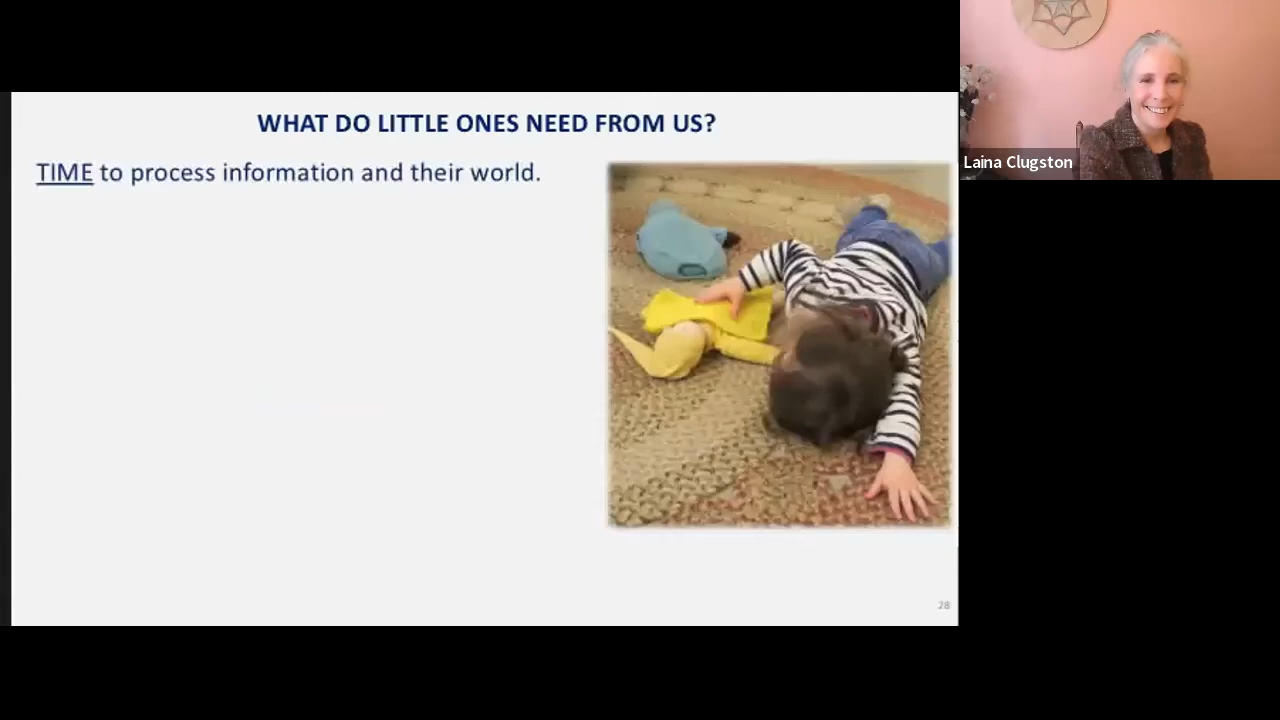 WHAT DO LITTLE ONES NEED FROM US?
TIME to process information and their world.
Laina Clugston
28